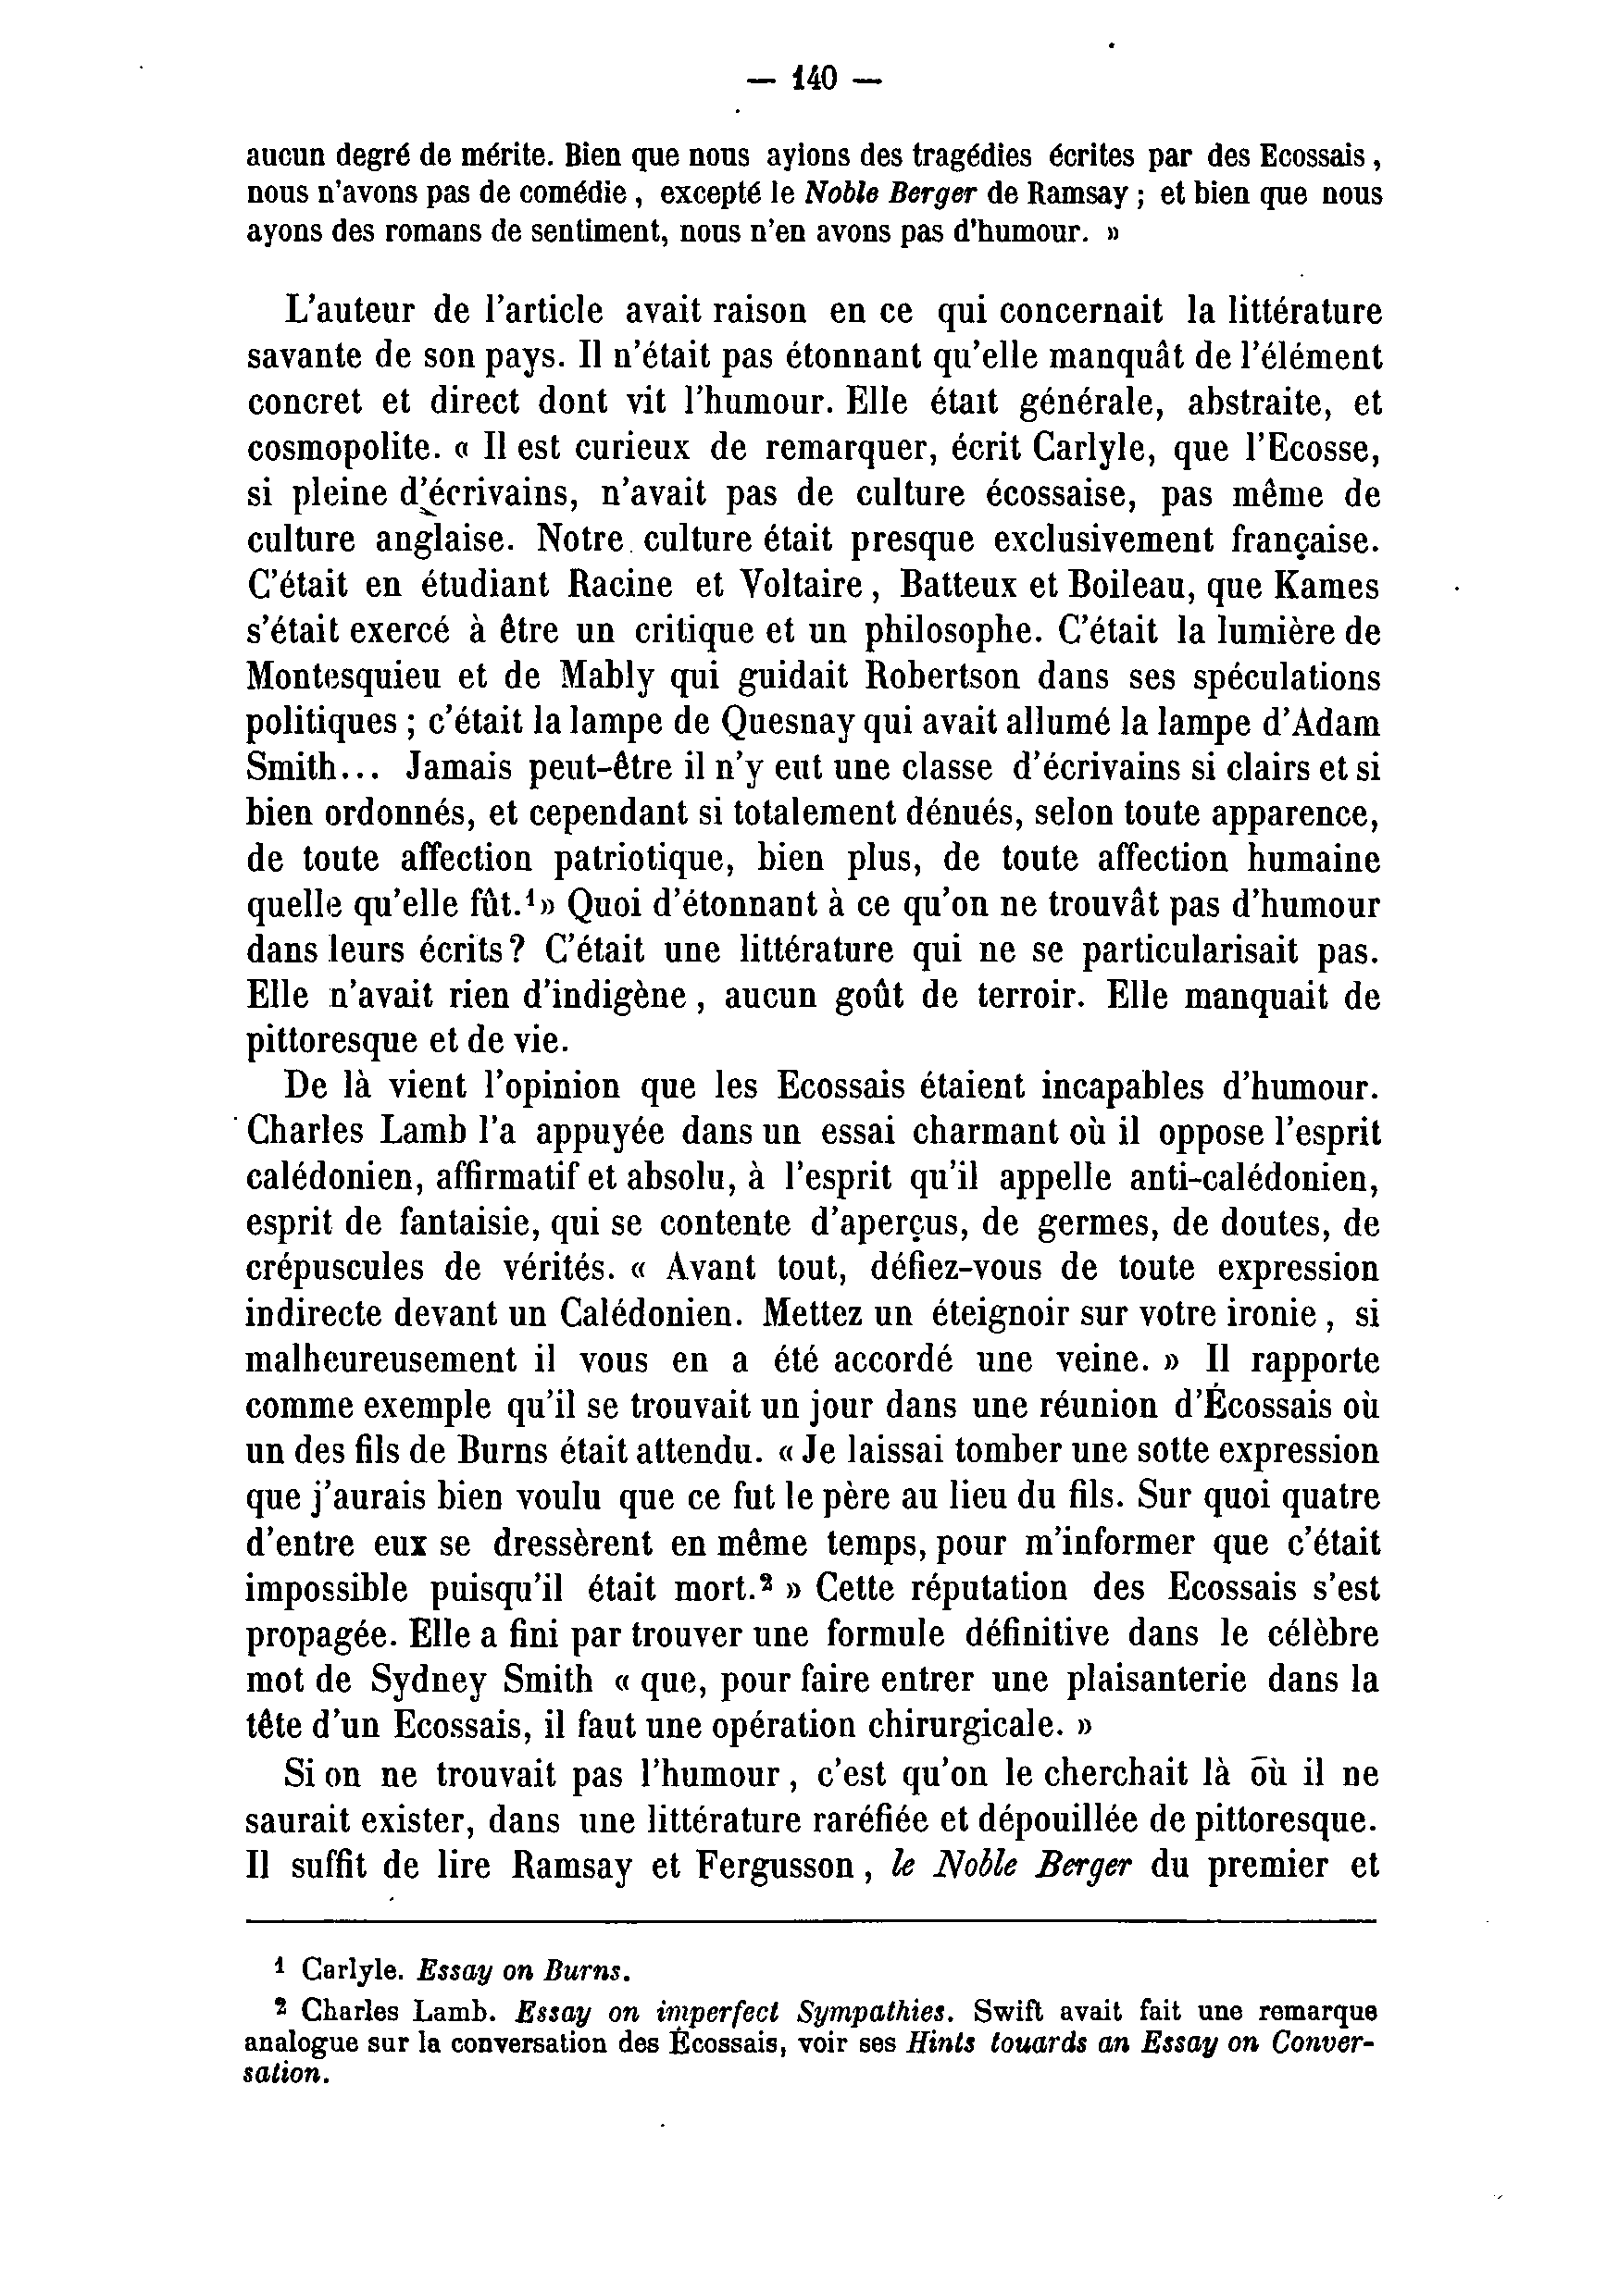 — 140 —
aucun degré de mérite. Bien que nous ayions des tragédies écrites par des Ecossais,
nous n'avons pas de comédie, excepté le Noble Berger de Ramsay ; et bien que nous
ayons des romans de sentiment, nous n'en avons pas d'humour. »
L'auteur de l'article avait raison en ce qui concernait la littérature
savante de son pays. Il n'était pas étonnant qu'elle manquât de l'élément
concret et direct dont vit l'humour. Elle était générale, abstraite, et
cosmopolite. « Il est curieux de remarquer, écrit Carlyle, que l'Ecosse,
si pleine d'écrivains, n'avait pas de culture écossaise, pas même de
culture anglaise. Notre culture était presque exclusivement française.
C'était en étudiant Racine et Voltaire, Batteux et Boileau, que Kames
s'était exercé à être un critique et un philosophe. C'était la lumière de
Montesquieu et de Mably qui guidait Robertson dans ses spéculations
politiques ; c'était la lampe de Quesnay qui avait allumé la lampe d'Adam
Smith... Jamais peut-être il n'y eut une classe d'écrivains si clairs et si
bien ordonnés, et cependant si totalement dénués, selon toute apparence,
de toute affection patriotique, bien plus, de toute affection humaine
quelle qu'elle fût.¹ » Quoi d'étonnant à ce qu'on ne trouvât pas d'humour
dans leurs écrits ? C'était une littérature qui ne se particularisait pas.
Elle n'avait rien d'indigène, aucun goût de terroir. Elle manquait de
pittoresque et de vie.
De là vient l'opinion que les Ecossais étaient incapables d'humour.
Charles Lamb l'a appuyée dans un essai charmant où il oppose l'esprit
calédonien, affirmatif et absolu, à l'esprit qu'il appelle anti-calédonien,
esprit de fantaisie, qui se contente d'aperçus, de germes, de doutes, de
crépuscules de vérités. « Avant tout, défiez-vous de toute expression
indirecte devant un Calédonien. Mettez un éteignoir sur votre ironie, si
malheureusement il vous en a été accordé une veine. » Il rapporte
comme exemple qu'il se trouvait un jour dans une réunion d'Écossais où
un des fils de Burns était attendu. « Je laissai tomber une sotte expression
que j'aurais bien voulu que ce fut le père au lieu du fils. Sur quoi quatre
d'entre eux se dressèrent en même temps, pour m'informer que c'était
impossible puisqu'il était mort.² » Cette réputation des Ecossais s'est
propagée. Elle a fini par trouver une formule définitive dans le célèbre
mot de Sydney Smith « que, pour faire entrer une plaisanterie dans la
tête d'un Ecossais, il faut une opération chirurgicale. »
Si on ne trouvait pas l'humour, c'est qu'on le cherchait là où il ne
saurait exister, dans une littérature raréfiée et dépouillée de pittoresque.
Il suffit de lire Ramsay et Fergusson, le Noble Berger du premier et
¹ Carlyle. Essay on Burns.
² Charles Lamb. Essay on imperfect Sympathies. Swift avait fait une remarque
analogue sur la conversation des Écossais, voir ses Hints touards an Essay on Conver-
sation.